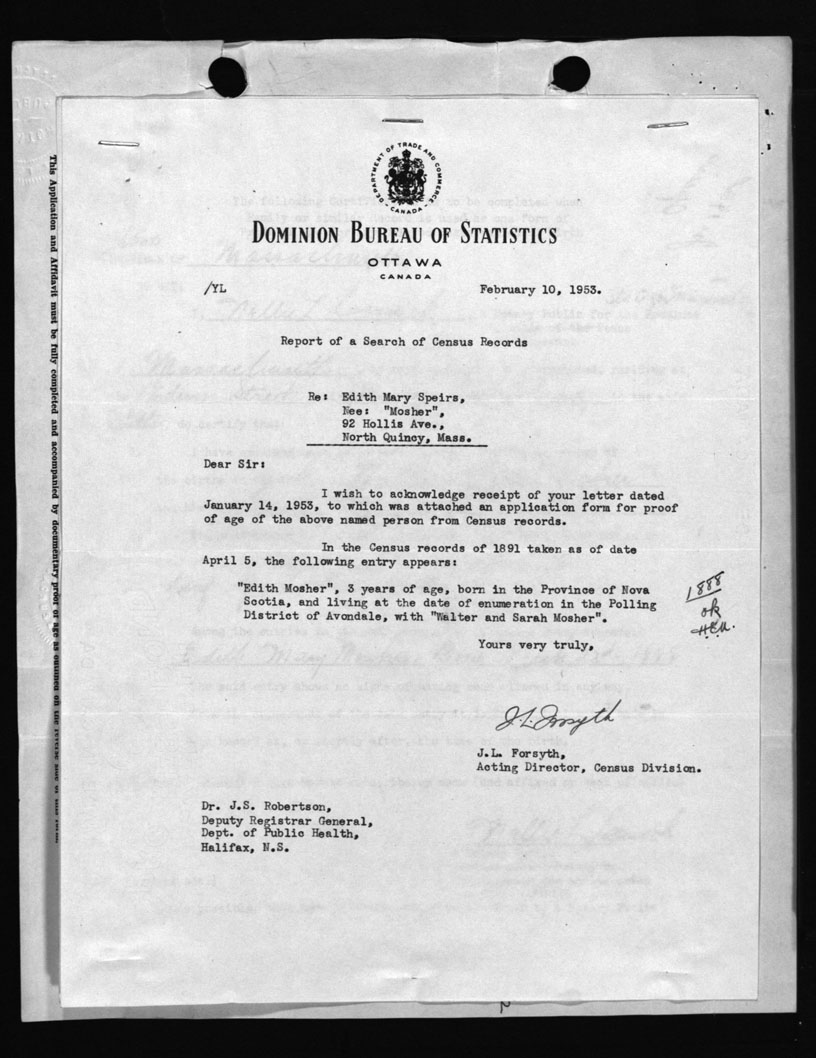 DEPARTMENT OF TRADE AND COMMERCE
CANADA
DOMINION BUREAU OF STATISTICS
OTTAWA
CANADA
/YL
February 10, 1953.
Report of a Search of Census Records
Re: Edith Mary Speirs,
Nee: "Mosher",
92 Hollis Ave.,
North Quincy, Mass.
Dear Sir:
I wish to acknowledge receipt of your letter dated
January 14, 1953, to which was attached an application form for proof
of age of the above named person from Census records.
In the Census records of 1891 taken as of date
April 5, the following entry appears:
"Edith Mosher", 3 years of age, born in the Province of Nova
Scotia, and living at the date of enumeration in the Polling
District of Avondale, with "Walter and Sarah Mosher".
1888
ok
H.E.M.
Yours very truly,
J.L. Forsyth
J.L. Forsyth,
Acting Director, Census Division.
Dr. J.S. Robertson,
Deputy Registrar General,
Dept. of Public Health,
Halifax, N.S.
This Application and Affidavit must be fully completed and accompanied by documentary proof of age as outlined on the reverse side of this form